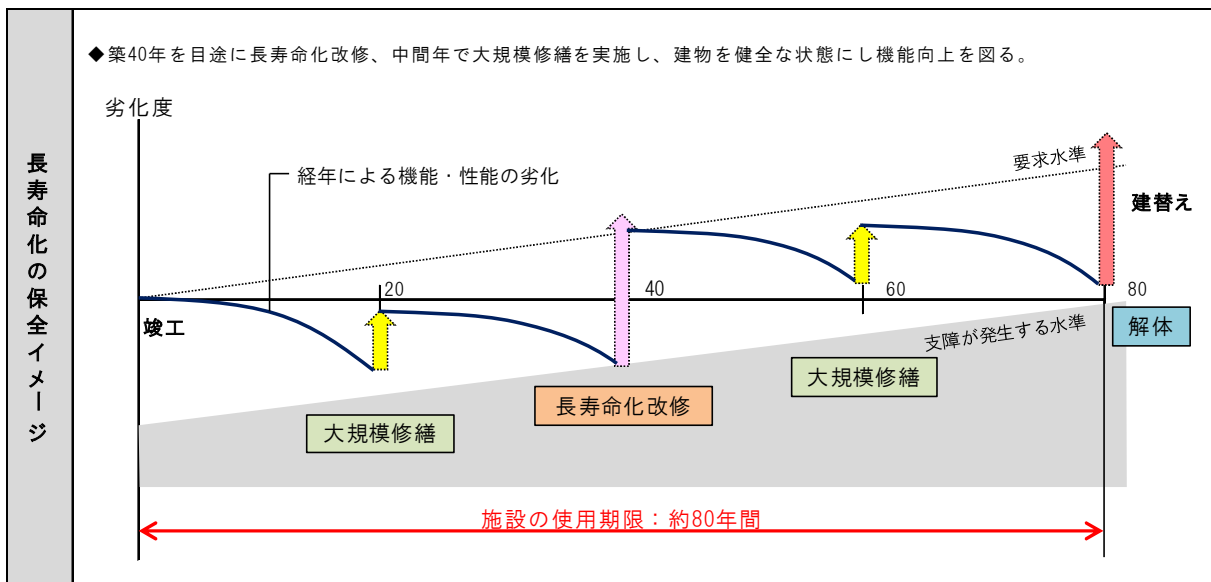 長寿命化の保全イメージ
◆築40年を目途に長寿命化改修、中間年で大規模修繕を実施し、建物を健全な状態にし機能向上を図る。
劣化度
要求水準
経年による機能・性能の劣化
建替え
20
40
60
80
竣工
支障が発生する水準
解体
大規模修繕
長寿命化改修
大規模修繕
施設の使用期限：約80年間